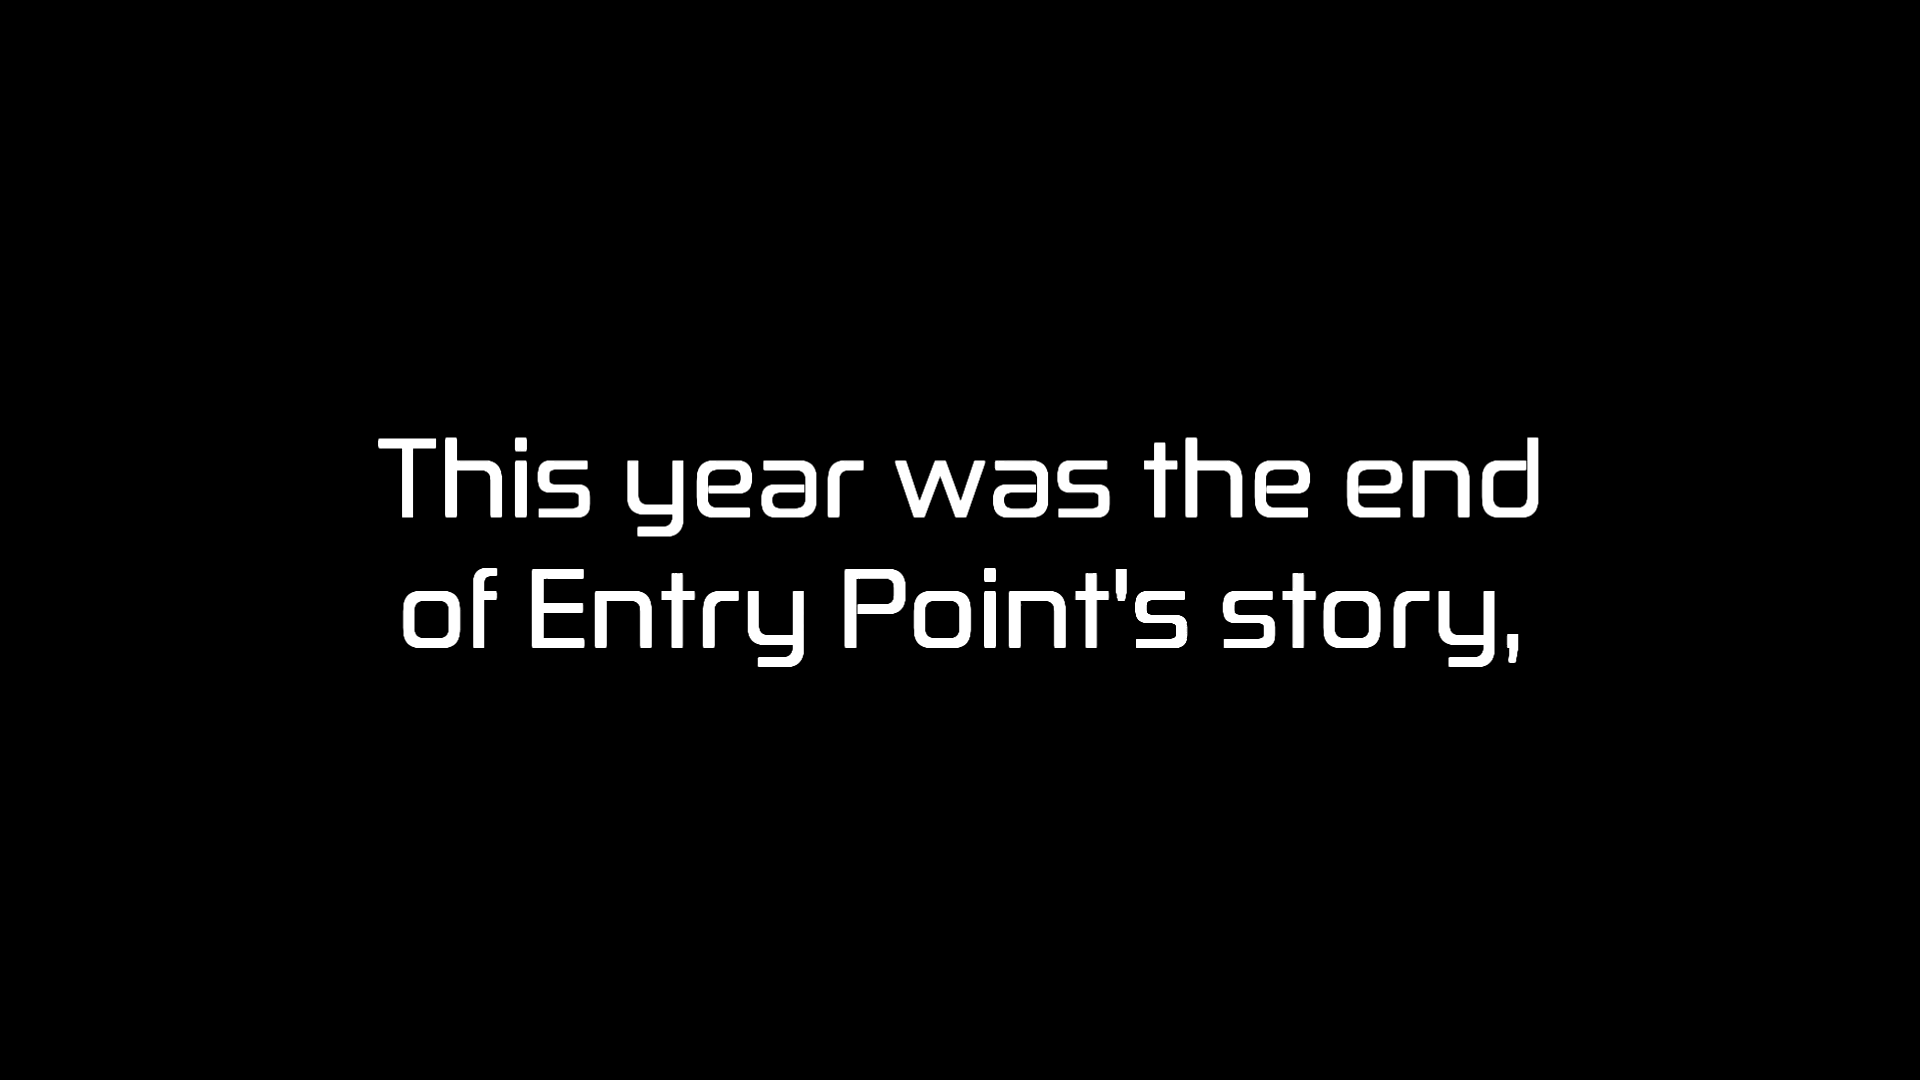 This year was the end
of Entry Point's story,